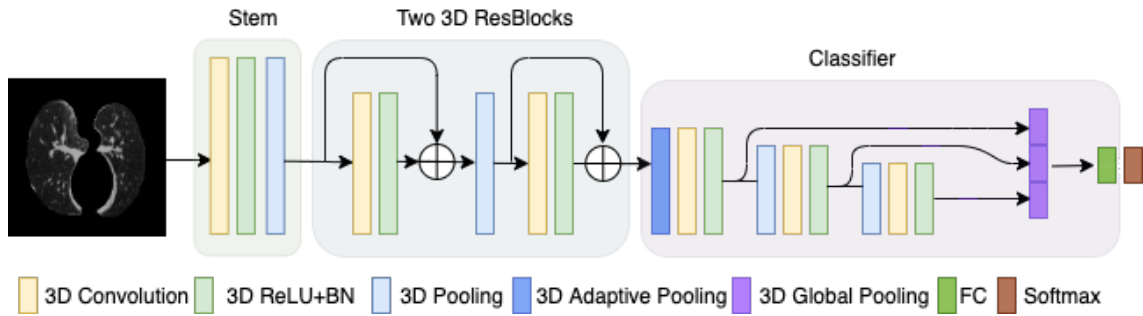 Stem
Two 3D ResBlocks
Classifier
3D Convolution
3D ReLU+BN
3D Pooling
3D Adaptive Pooling
3D Global Pooling
FC
Softmax